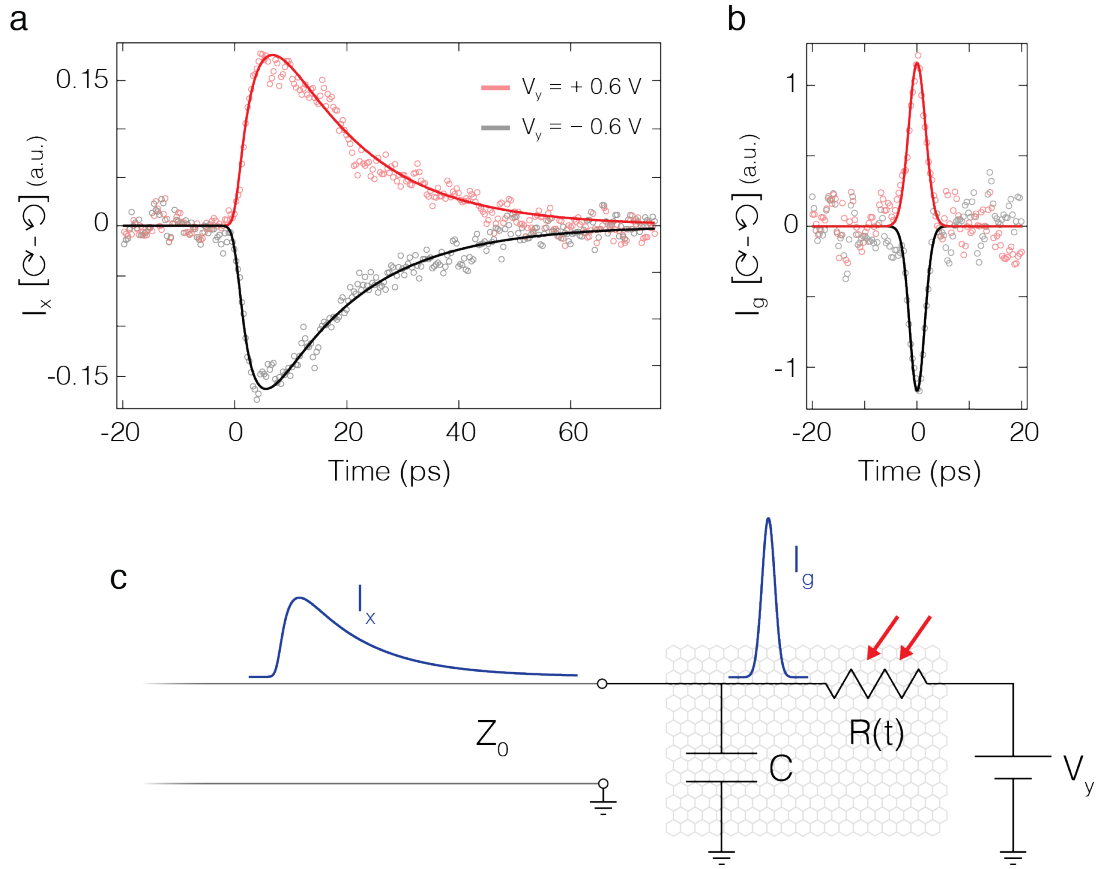 a
I_x [↻ - ↺] (a.u.)
0.15
0
-0.15
V_y = + 0.6 V
V_y = − 0.6 V
-20
0
20
40
60
Time (ps)
b
I_g [↻ - ↺] (a.u.)
1
0
-1
-20
0
20
Time (ps)
c
I_x
I_g
Z_0
R(t)
C
V_y